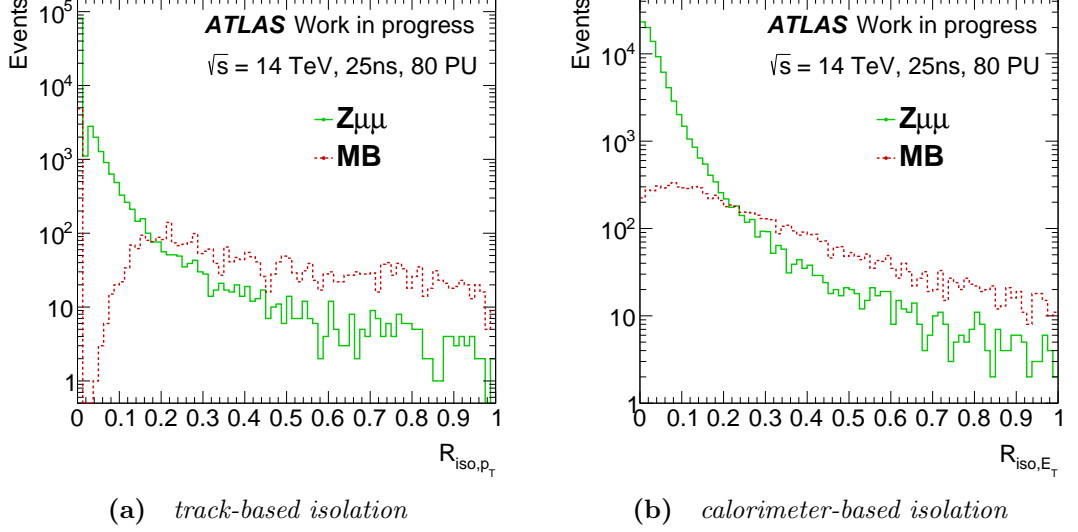 Events
10⁵
10⁴
10³
10²
10
1
ATLAS Work in progress
√s = 14 TeV, 25ns, 80 PU
Zμμ
MB
0 0.1 0.2 0.3 0.4 0.5 0.6 0.7 0.8 0.9 1
R_iso,p_T
(a) track-based isolation
Events
10⁴
10³
10²
10
1
ATLAS Work in progress
√s = 14 TeV, 25ns, 80 PU
Zμμ
MB
0 0.1 0.2 0.3 0.4 0.5 0.6 0.7 0.8 0.9 1
R_iso,E_T
(b) calorimeter-based isolation